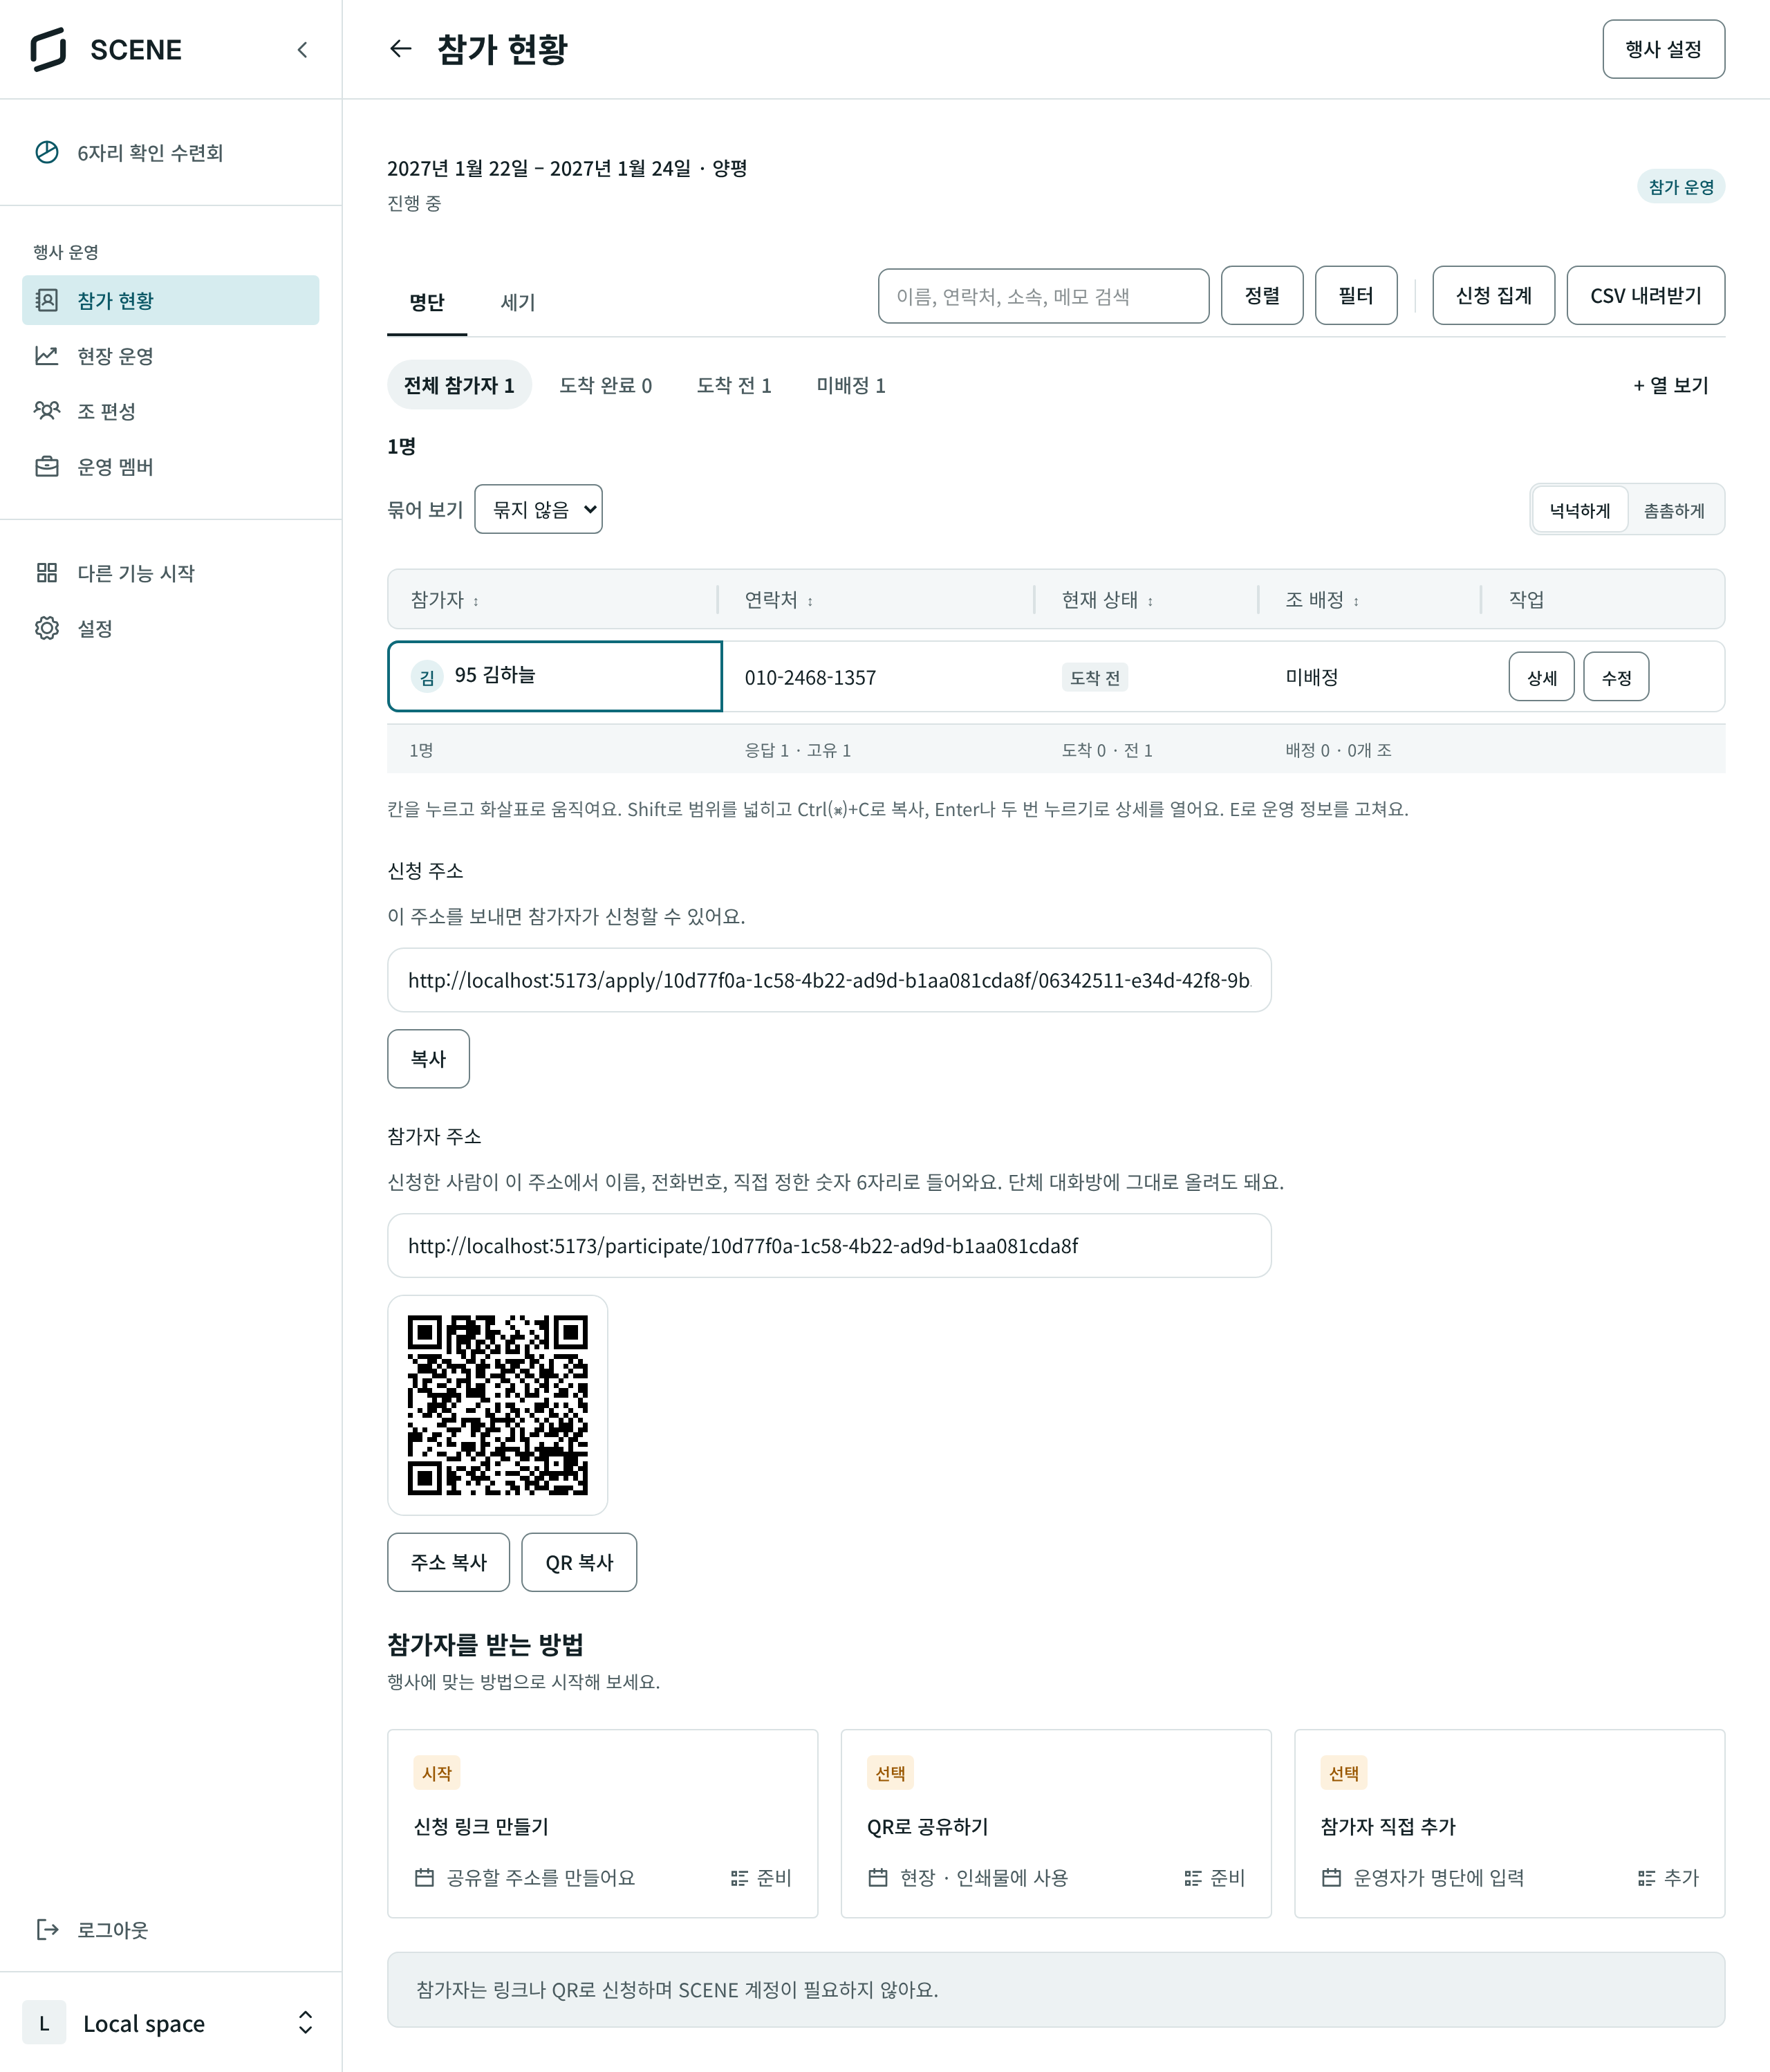 SCENE
참가 현황
행사 설정
6자리 확인 수련회
행사 운영
참가 현황
현장 운영
조 편성
운영 멤버
다른 기능 시작
설정
로그아웃
L Local space
2027년 1월 22일 – 2027년 1월 24일 · 양평
진행 중
참가 운영
명단 세기
이름, 연락처, 소속, 메모 검색
정렬 필터 신청 집계 CSV 내려받기
전체 참가자 1 도착 완료 0 도착 전 1 미배정 1
+ 열 보기
1명
묶어 보기 묶지 않음
넉넉하게 촘촘하게
참가자 ↕ 연락처 ↕ 현재 상태 ↕ 조 배정 ↕ 작업
김 95 김하늘 010-2468-1357 도착 전 미배정 상세 수정
1명 응답 1 · 고유 1 도착 0 · 전 1 배정 0 · 0개 조
칸을 누르고 화살표로 움직여요. Shift로 범위를 넓히고 Ctrl(⌘)+C로 복사, Enter나 두 번 누르기로 상세를 열어요. E로 운영 정보를 고쳐요.
신청 주소
이 주소를 보내면 참가자가 신청할 수 있어요.
http://localhost:5173/apply/10d77f0a-1c58-4b22-ad9d-b1aa081cda8f/06342511-e34d-42f8-9b
복사
참가자 주소
신청한 사람이 이 주소에서 이름, 전화번호, 직접 정한 숫자 6자리로 들어와요. 단체 대화방에 그대로 올려도 돼요.
http://localhost:5173/participate/10d77f0a-1c58-4b22-ad9d-b1aa081cda8f
주소 복사 QR 복사
참가자를 받는 방법
행사에 맞는 방법으로 시작해 보세요.
시작
신청 링크 만들기
공유할 주소를 만들어요 준비
선택
QR로 공유하기
현장 · 인쇄물에 사용 준비
선택
참가자 직접 추가
운영자가 명단에 입력 추가
참가자는 링크나 QR로 신청하며 SCENE 계정이 필요하지 않아요.